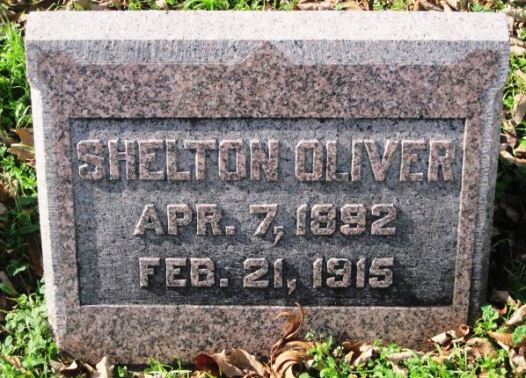 SHELTON OLIVER
APR. 7, 1892
FEB. 21, 1915